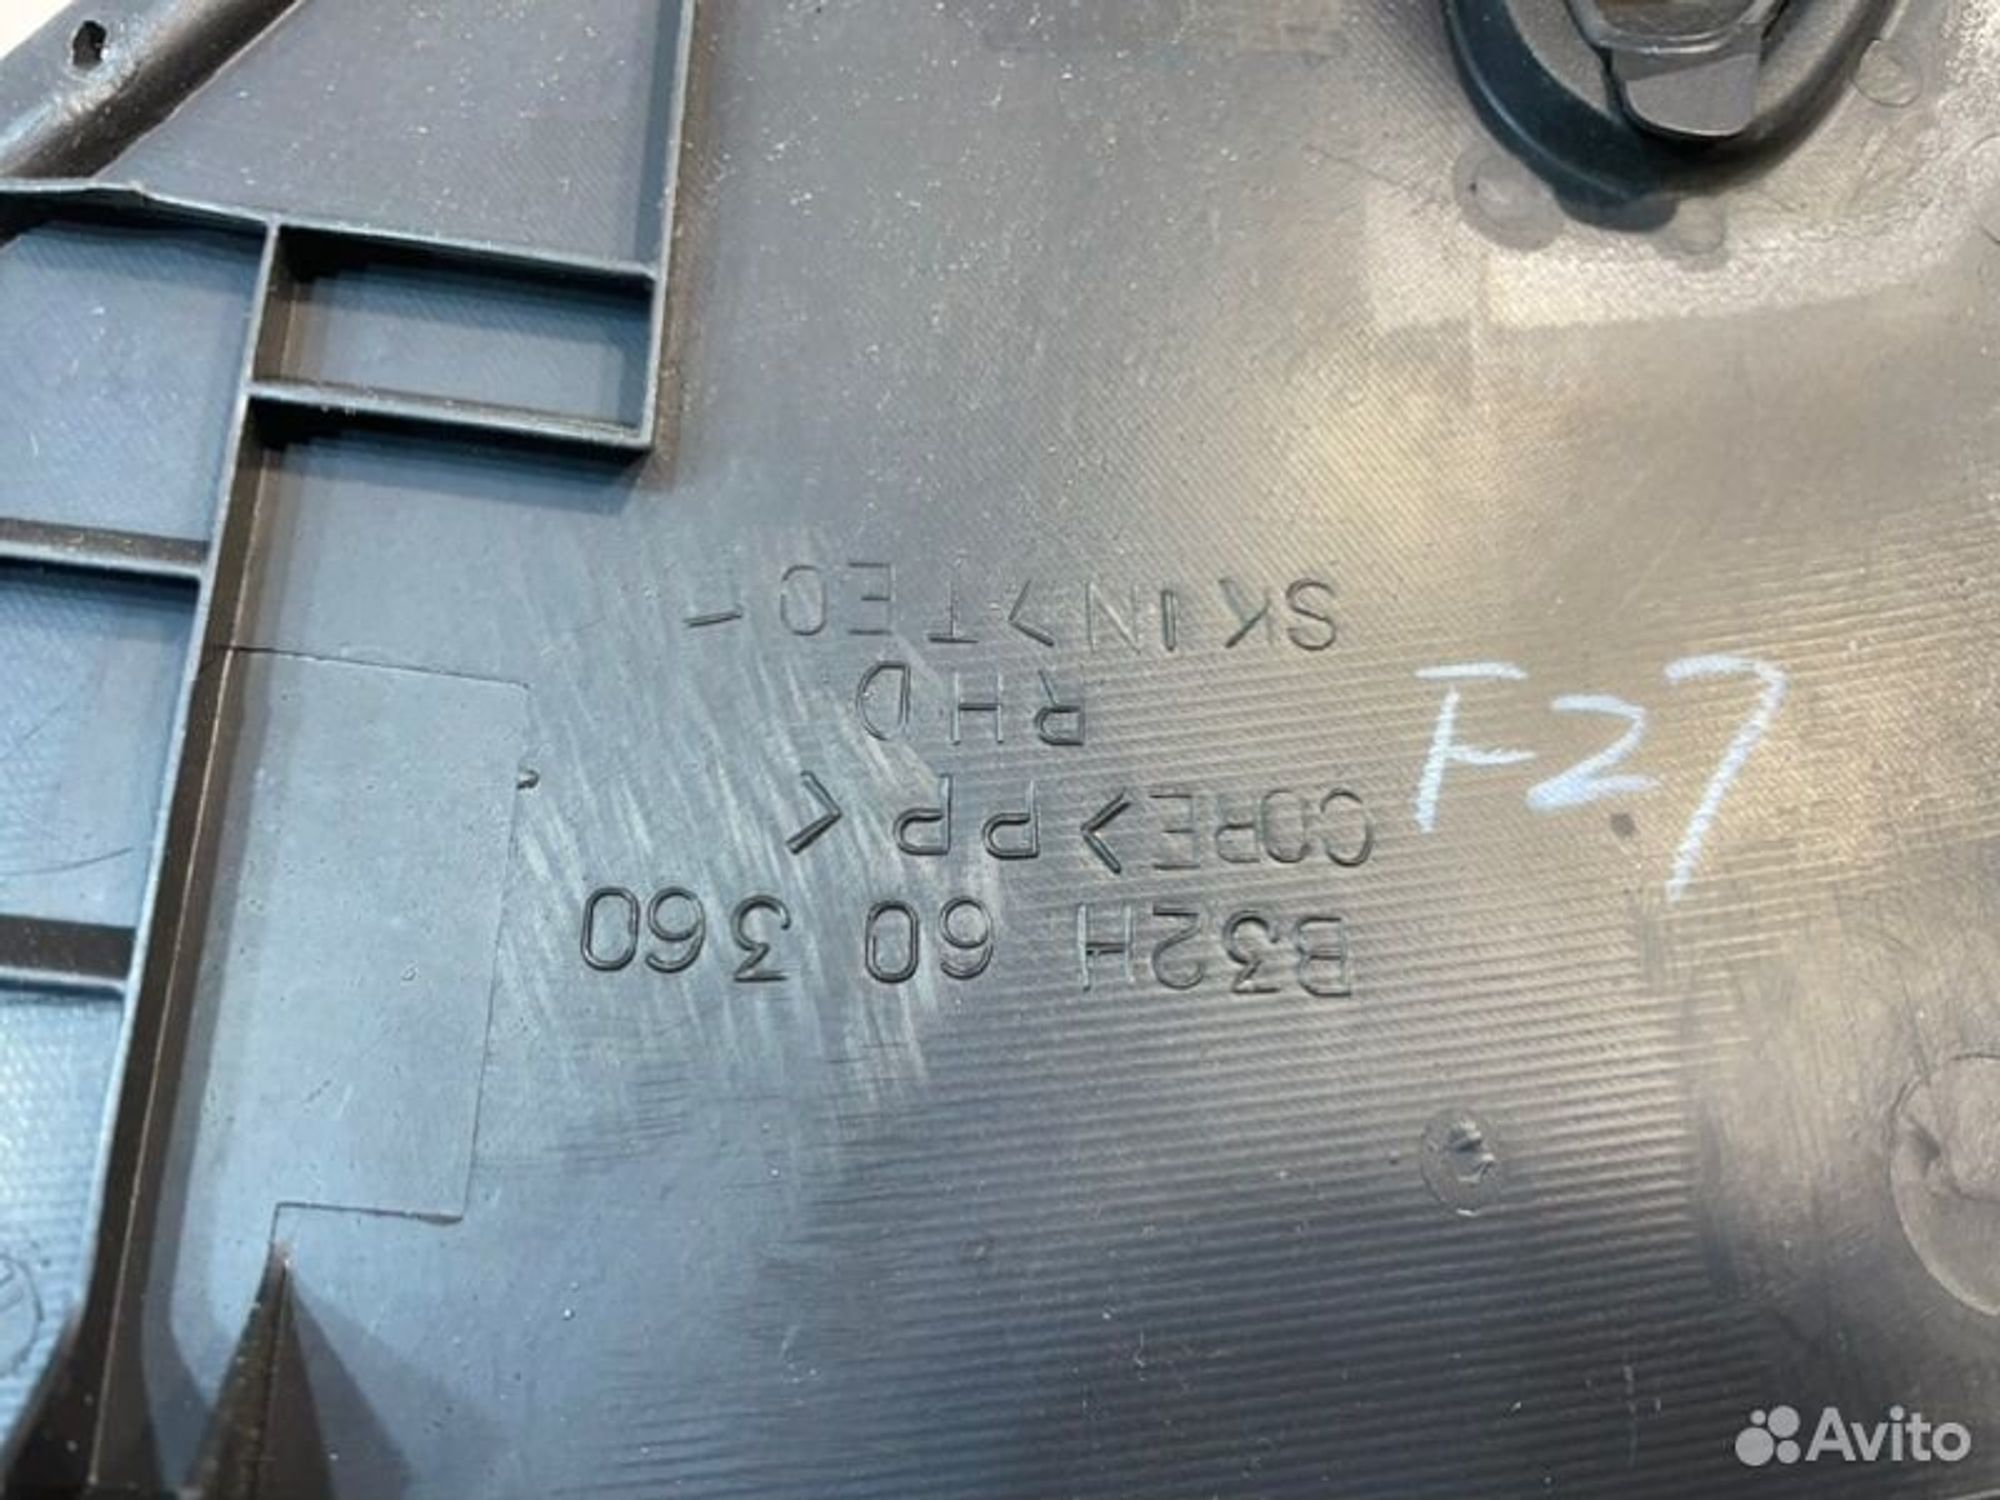 B32H 60 360
CORE>PP<
RHD
SKIN>TEO-
F27
Avito